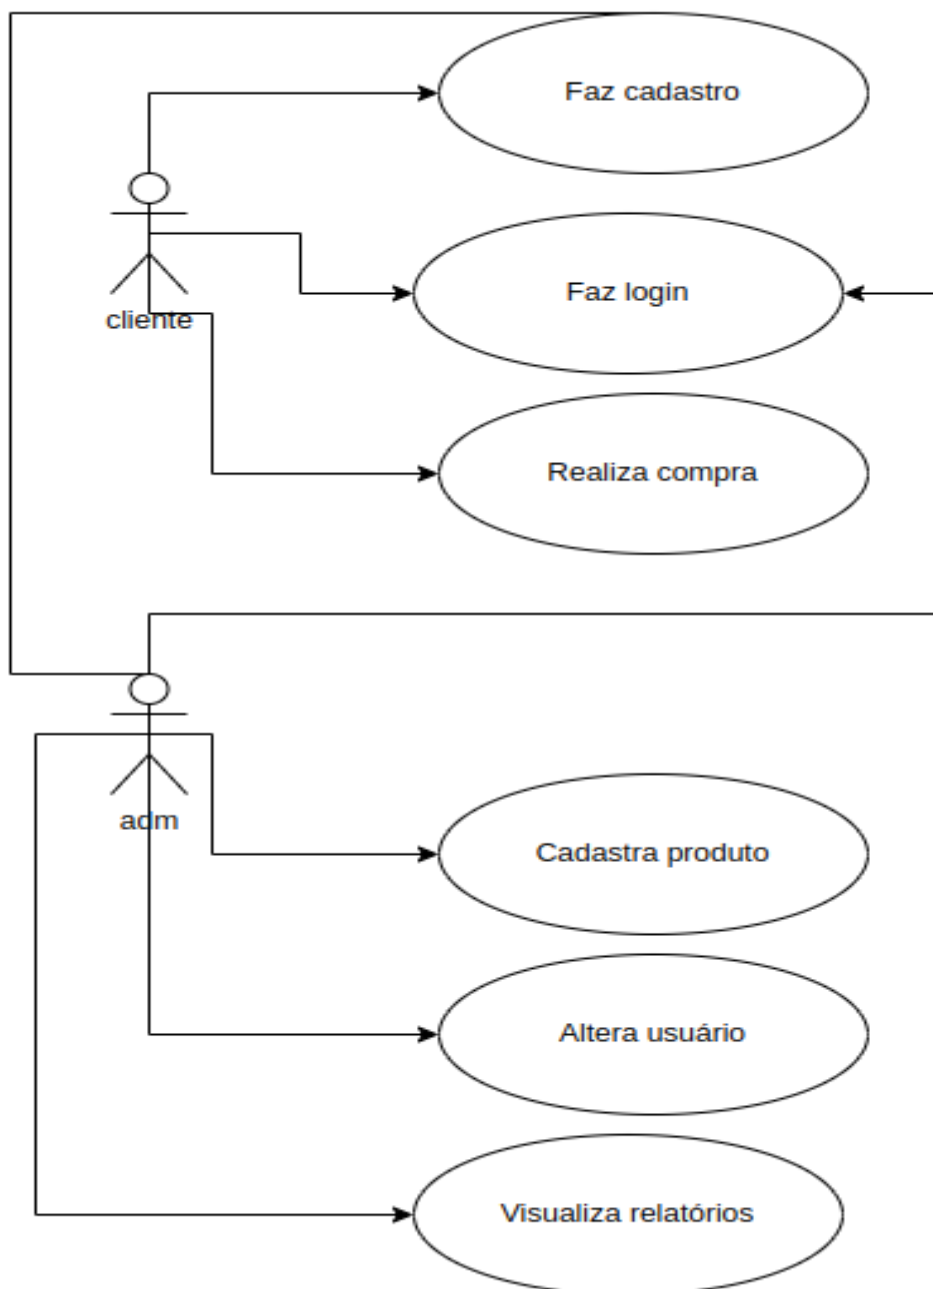 Faz cadastro
Faz login
cliente
Realiza compra
adm
Cadastra produto
Altera usuário
Visualiza relatórios